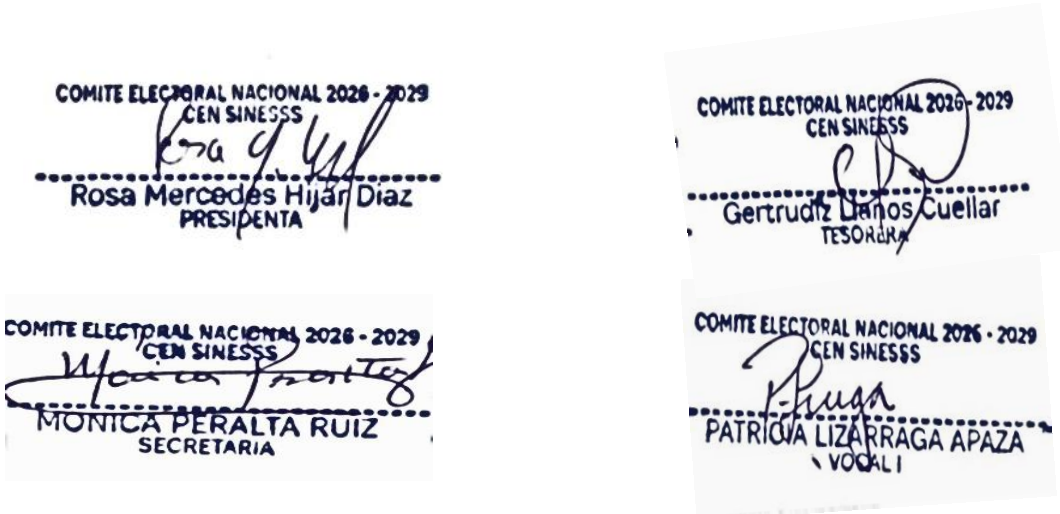 COMITE ELECTORAL NACIONAL 2026 - 2029
CEN SINESSS
Rosa Mercedes Hijar Diaz
PRESIDENTA
COMITE ELECTORAL NACIONAL 2026 - 2029
CEN SINESSS
Gertrudiz Llanos Cuellar
TESORERA
COMITE ELECTORAL NACIONAL 2026 - 2029
CEN SINESSS
MONICA PERALTA RUIZ
SECRETARIA
COMITE ELECTORAL NACIONAL 2026 - 2029
CEN SINESSS
PATRICIA LIZARRAGA APAZA
VOCAL I